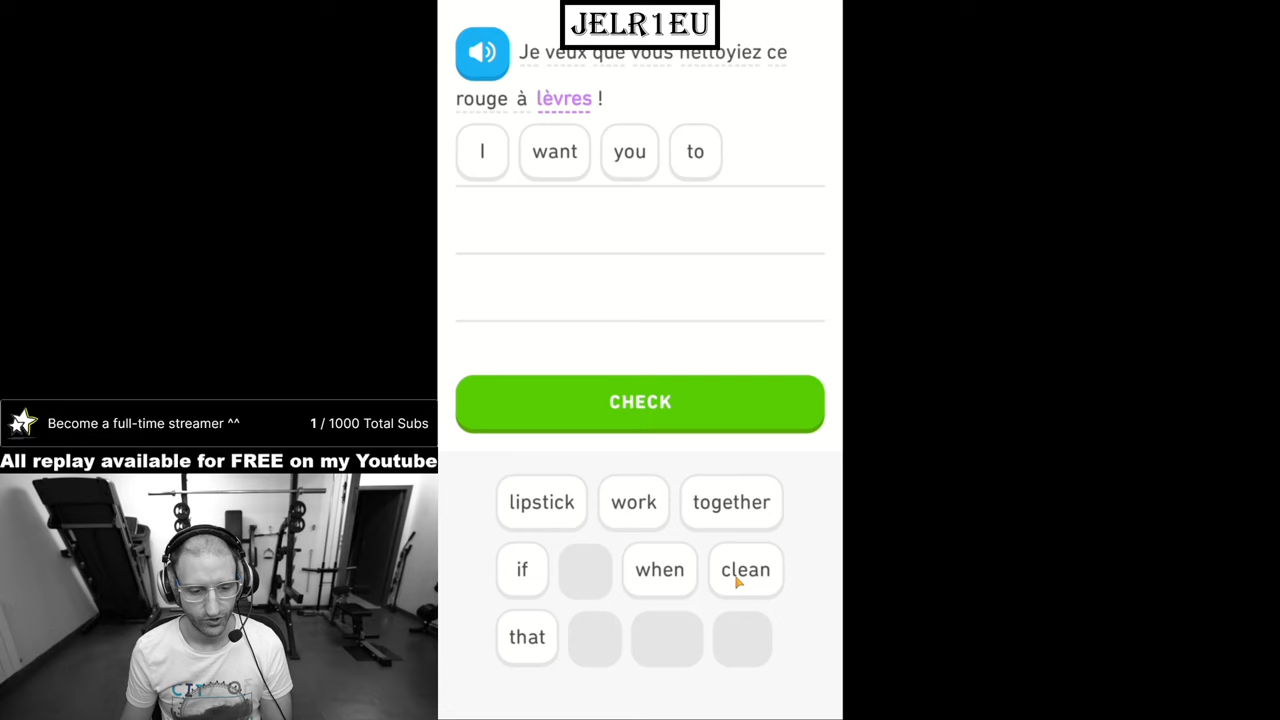 JELR1EU
Je veux que vous nettoyiez ce
rouge à lèvres !
I want you to
CHECK
Become a full-time streamer ^^ 1 / 1000 Total Subs
All replay available for FREE on my Youtube
lipstick work together
if when clean
that